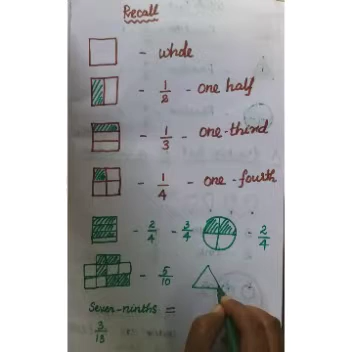 Recall
- whole
- 1/2 - one half
- 1/3 - one-third
- 1/4 - one-fourth
- 2/4 - 3/4 - 2/4
- 5/10
Seven-ninths =
3/13